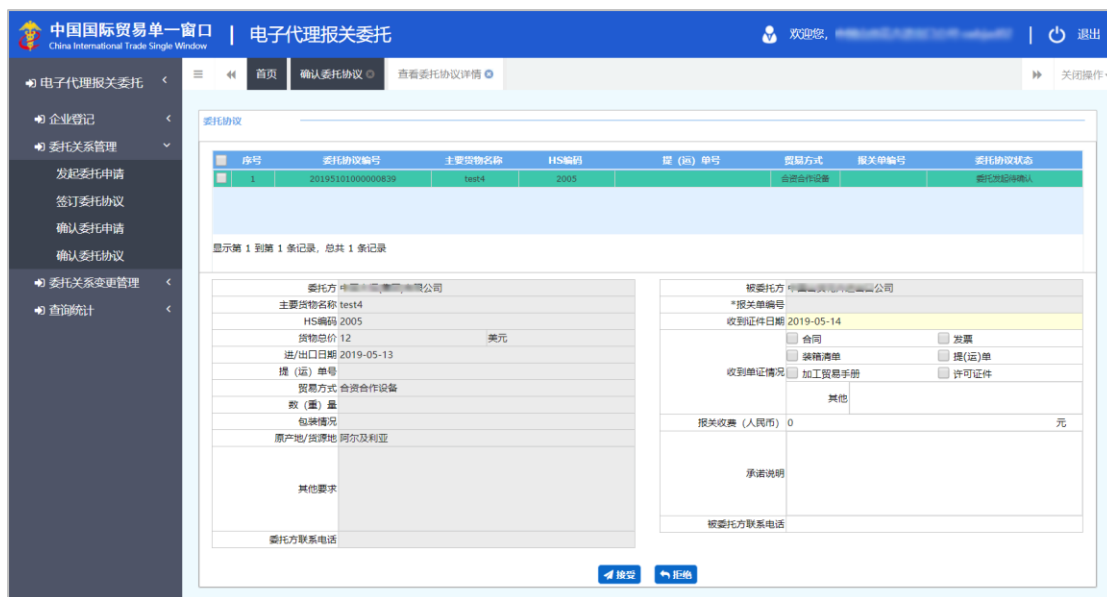 中国国际贸易单一窗口 | 电子代理报关委托 欢迎您, | 退出
China International Trade Single Window
电子代理报关委托
首页 确认委托协议 查看委托协议详情 关闭操作
企业登记
委托关系管理
发起委托申请
签订委托协议
确认委托申请
确认委托协议
委托关系变更管理
查询统计
委托协议
序号 委托协议编号 主要货物名称 HS编码 提(运)单号 贸易方式 报关单编号 委托协议状态
1 20195101000000839 test4 2005 合资合作设备 委托发起待确认
显示第 1 到第 1 条记录，总共 1 条记录
委托方 公司
主要货物名称 test4
HS编码 2005
货物总价 12 美元
进/出口日期 2019-05-13
提（运）单号
贸易方式 合资合作设备
数（重）量
包装情况
原产地/货源地 阿尔及利亚
其他要求
委托方联系电话
被委托方 公司
*报关单编号
收到证件日期 2019-05-14
收到单证情况
合同 发票
装箱清单 提(运)单
加工贸易手册 许可证件
其他
报关收费（人民币） 0 元
承诺说明
被委托方联系电话
接受 拒绝